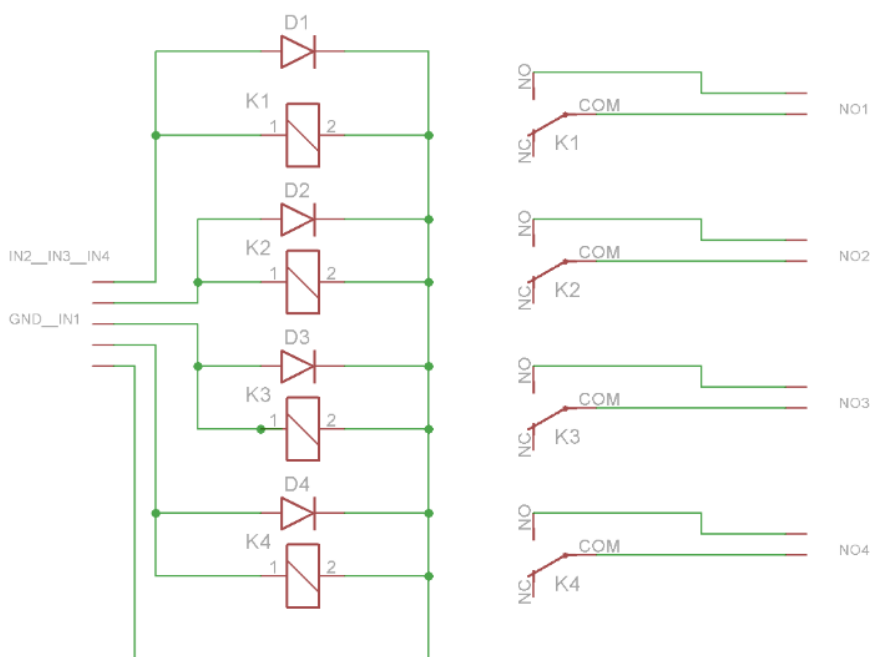 D1
K1
1 2
D2
K2
1 2
IN2__IN3__IN4
GND__IN1
D3
K3
1 2
D4
K4
1 2
NO
COM
NC
K1
NO1
NO
COM
NC
K2
NO2
NO
COM
NC
K3
NO3
NO
COM
NC
K4
NO4